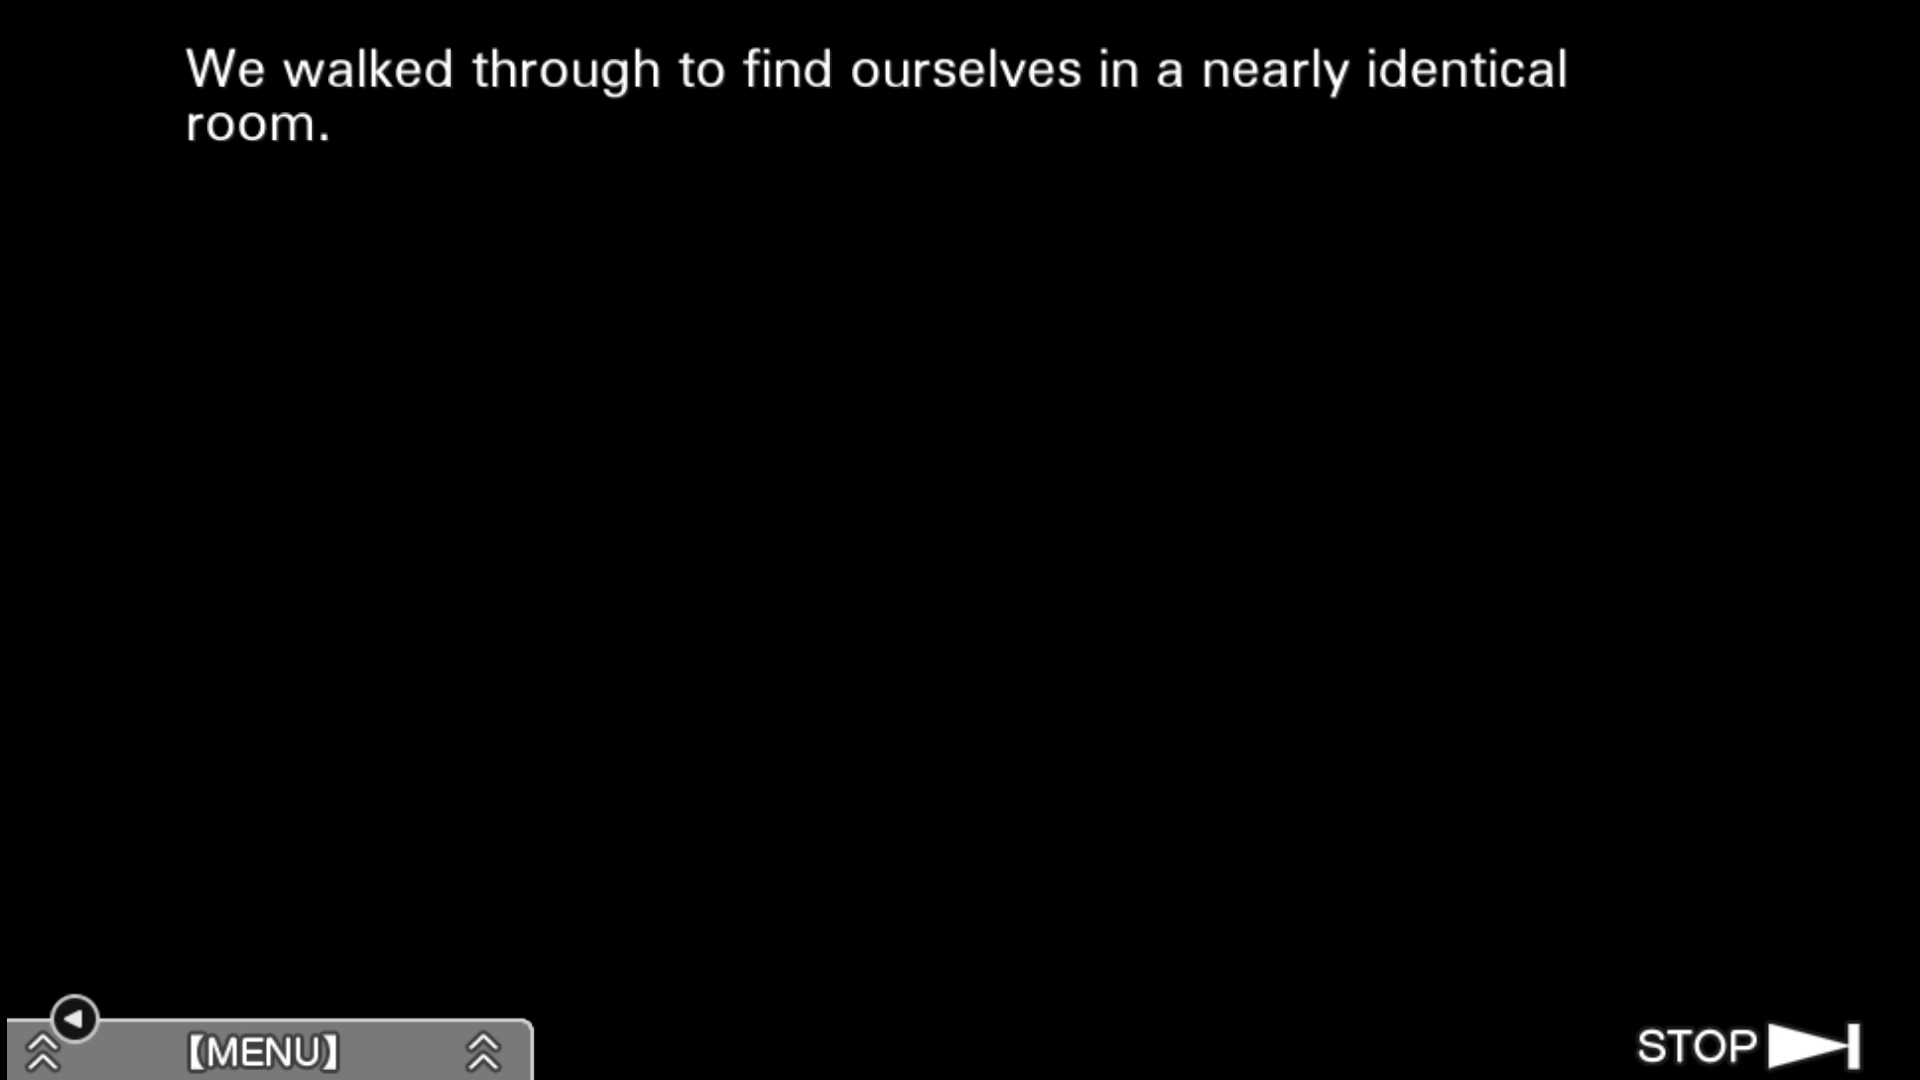 We walked through to find ourselves in a nearly identical
room.
【MENU】
STOP